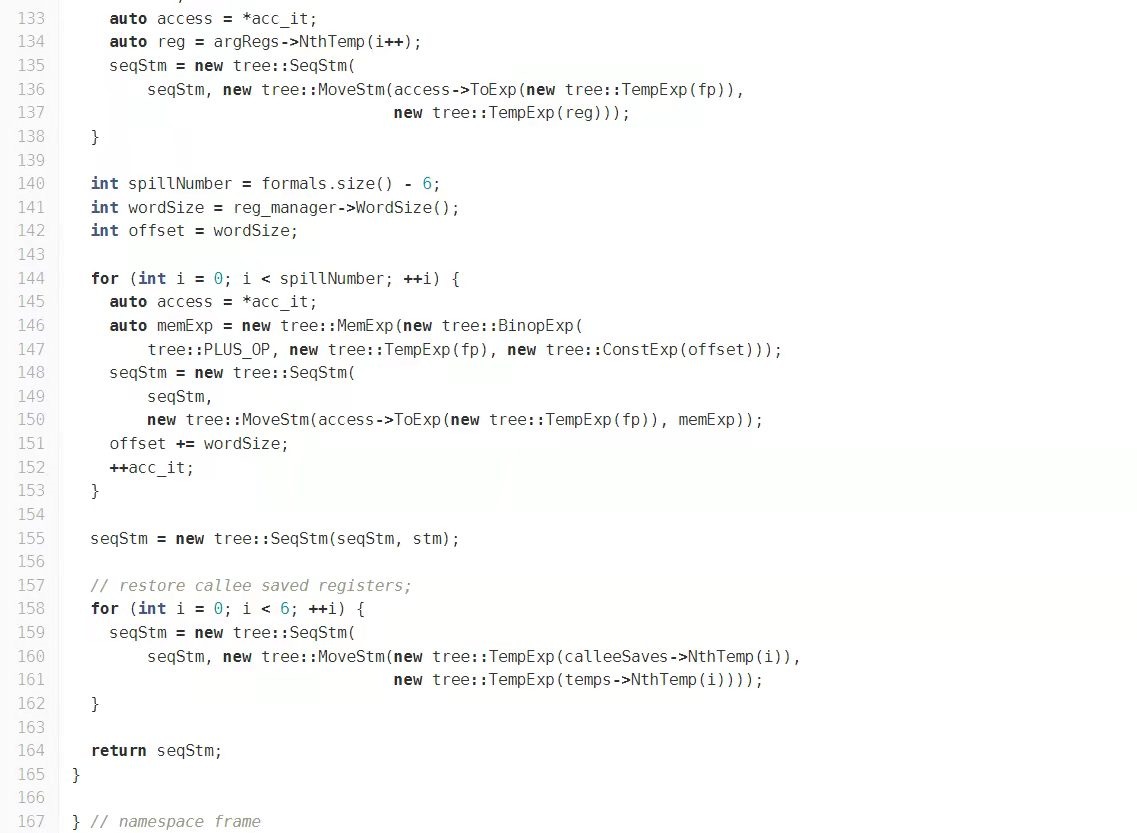 133 auto access = *acc_it;
134 auto reg = argRegs->NthTemp(i++);
135 seqStm = new tree::SeqStm(
136 seqStm, new tree::MoveStm(access->ToExp(new tree::TempExp(fp)),
137 new tree::TempExp(reg)));
138 }
139
140 int spillNumber = formals.size() - 6;
141 int wordSize = reg_manager->WordSize();
142 int offset = wordSize;
143
144 for (int i = 0; i < spillNumber; ++i) {
145 auto access = *acc_it;
146 auto memExp = new tree::MemExp(new tree::BinopExp(
147 tree::PLUS_OP, new tree::TempExp(fp), new tree::ConstExp(offset)));
148 seqStm = new tree::SeqStm(
149 seqStm,
150 new tree::MoveStm(access->ToExp(new tree::TempExp(fp)), memExp));
151 offset += wordSize;
152 ++acc_it;
153 }
154
155 seqStm = new tree::SeqStm(seqStm, stm);
156
157 // restore callee saved registers;
158 for (int i = 0; i < 6; ++i) {
159 seqStm = new tree::SeqStm(
160 seqStm, new tree::MoveStm(new tree::TempExp(calleeSaves->NthTemp(i)),
161 new tree::TempExp(temps->NthTemp(i))));
162 }
163
164 return seqStm;
165 }
166
167 } // namespace frame